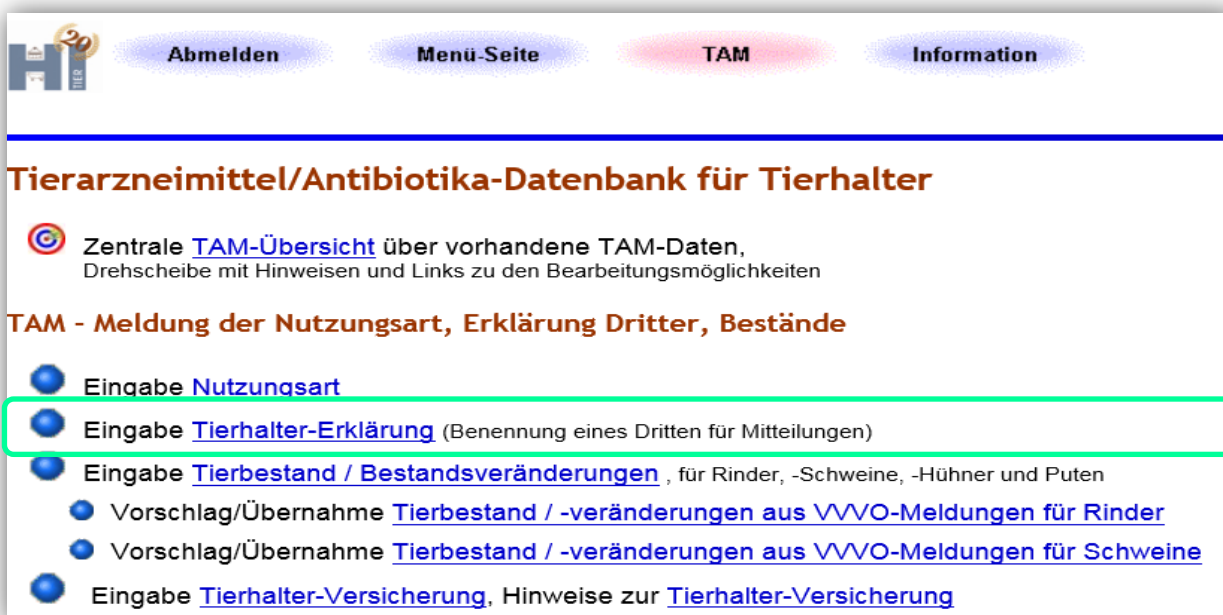 20
HI TIER
Abmelden Menü-Seite TAM Information
Tierarzneimittel/Antibiotika-Datenbank für Tierhalter
Zentrale TAM-Übersicht über vorhandene TAM-Daten,
Drehscheibe mit Hinweisen und Links zu den Bearbeitungsmöglichkeiten
TAM - Meldung der Nutzungsart, Erklärung Dritter, Bestände
Eingabe Nutzungsart
Eingabe Tierhalter-Erklärung (Benennung eines Dritten für Mitteilungen)
Eingabe Tierbestand / Bestandsveränderungen , für Rinder, -Schweine, -Hühner und Puten
Vorschlag/Übernahme Tierbestand / -veränderungen aus VVVO-Meldungen für Rinder
Vorschlag/Übernahme Tierbestand / -veränderungen aus VVVO-Meldungen für Schweine
Eingabe Tierhalter-Versicherung, Hinweise zur Tierhalter-Versicherung